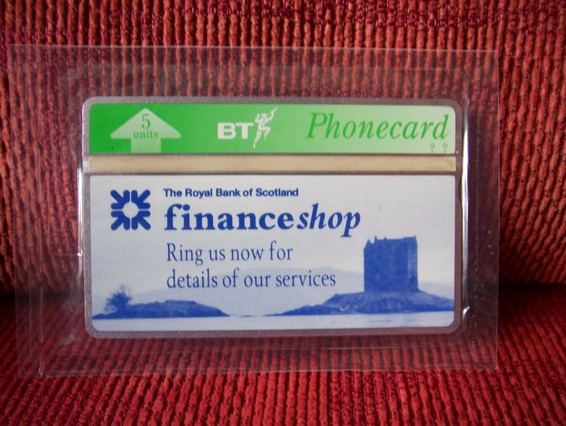 5
units
BT
Phonecard
The Royal Bank of Scotland
financeshop
Ring us now for
details of our services